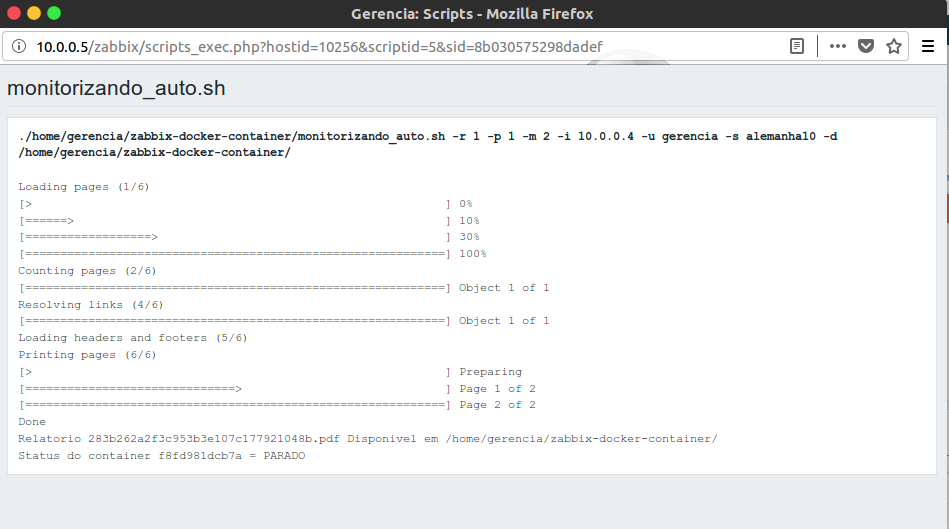 Gerencia: Scripts - Mozilla Firefox
10.0.0.5/zabbix/scripts_exec.php?hostid=10256&scriptid=5&sid=8b030575298dadef
monitorizando_auto.sh
./home/gerencia/zabbix-docker-container/monitorizando_auto.sh -r 1 -p 1 -m 2 -i 10.0.0.4 -u gerencia -s alemanha10 -d
/home/gerencia/zabbix-docker-container/
Loading pages (1/6)
[>                                                            ] 0%
[======>                                                      ] 10%
[==================>                                          ] 30%
[============================================================] 100%
Counting pages (2/6)
[============================================================] Object 1 of 1
Resolving links (4/6)
[============================================================] Object 1 of 1
Loading headers and footers (5/6)
Printing pages (6/6)
[>                                                            ] Preparing
[==============================>                              ] Page 1 of 2
[============================================================] Page 2 of 2
Done
Relatorio 283b262a2f3c953b3e107c177921048b.pdf Disponivel em /home/gerencia/zabbix-docker-container/
Status do container f8fd981dcb7a = PARADO